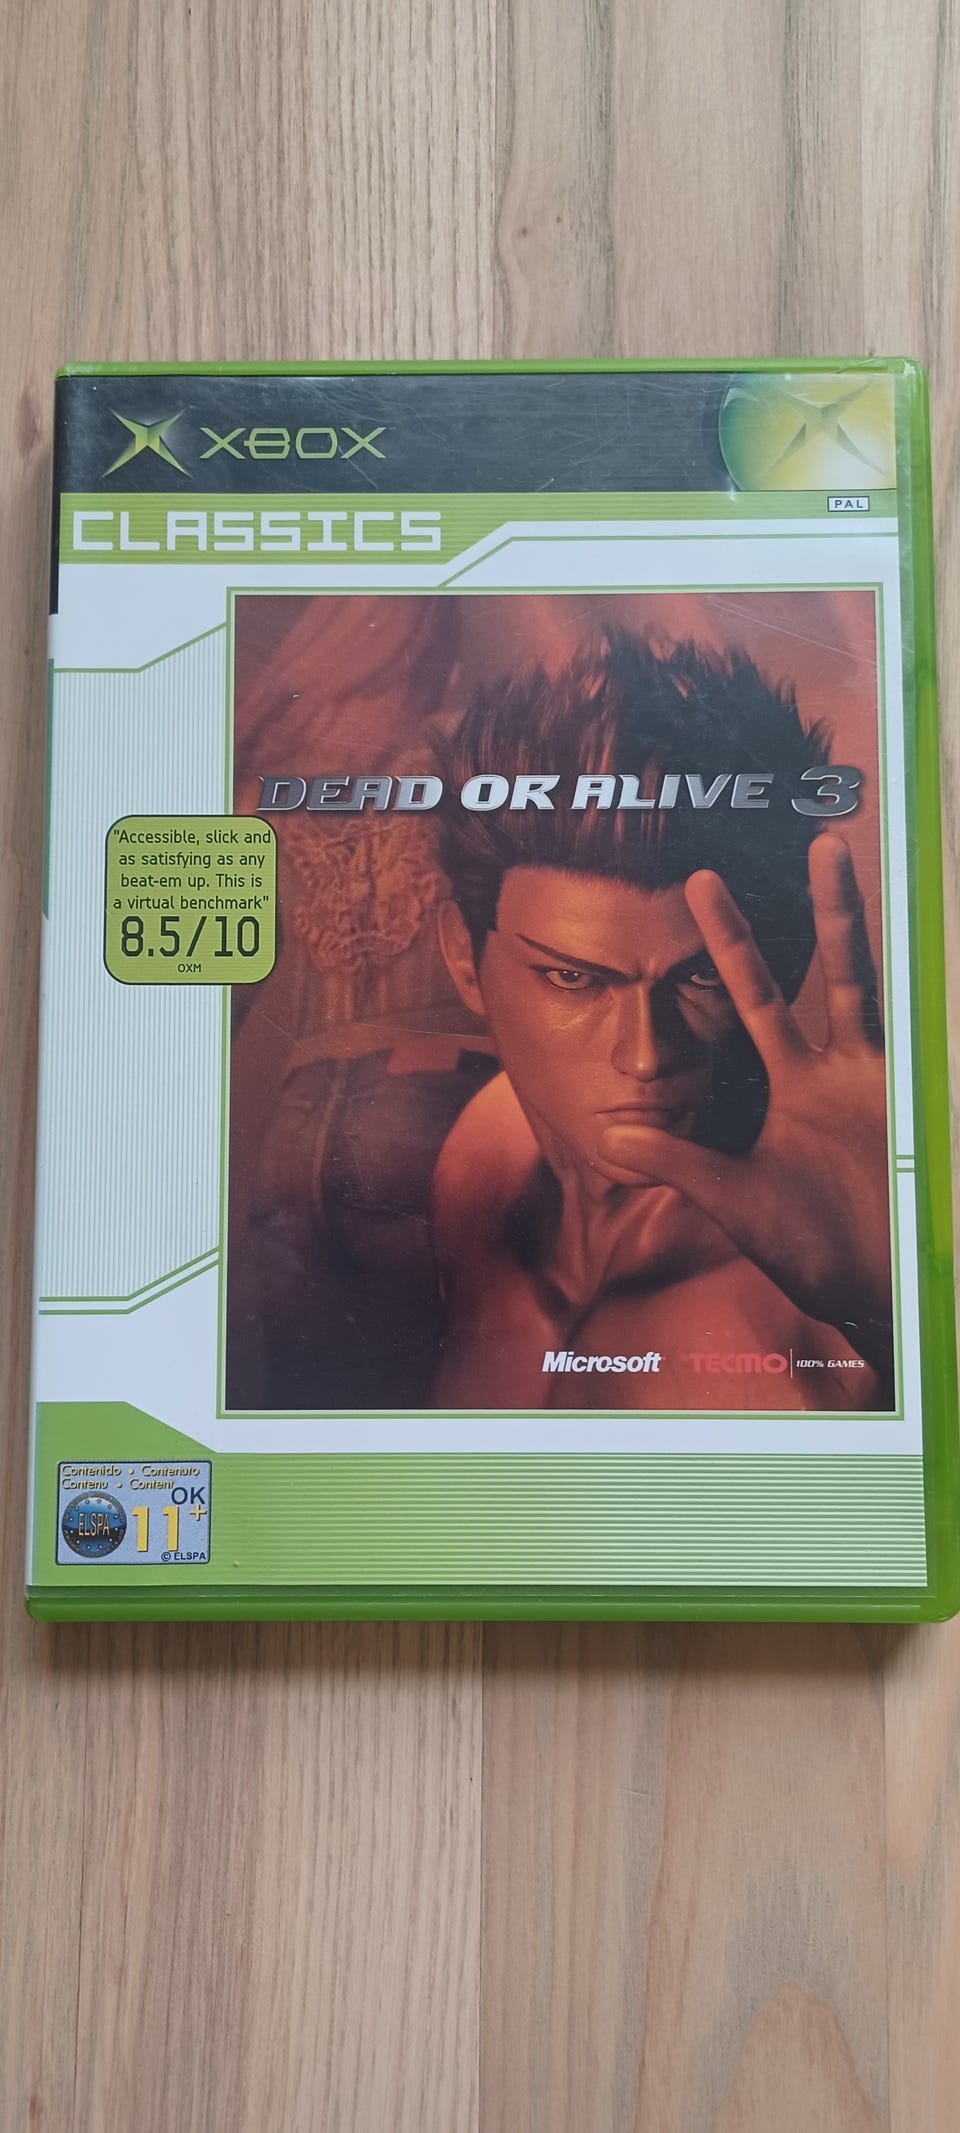 XBOX
PAL
CLASSICS
DEAD OR ALIVE 3
"Accessible, slick and
as satisfying as any
beat-em up. This is
a virtual benchmark"
8.5/10
OXM
Microsoft TECMO 100% GAMES
Contenido • Contenuto
Contenu • Content
OK
ELSPA 11+
© ELSPA